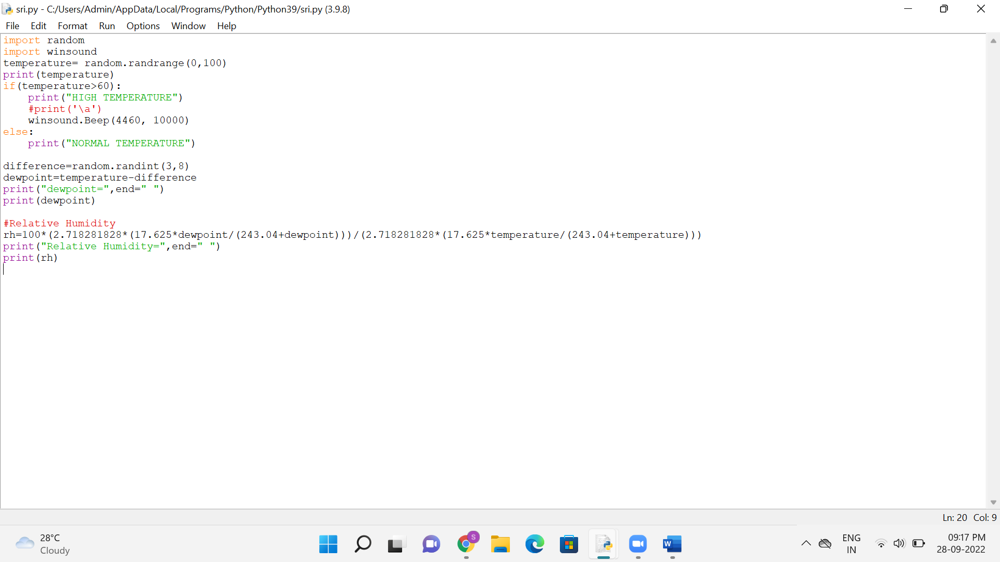 sri.py - C:/Users/Admin/AppData/Local/Programs/Python/Python39/sri.py (3.9.8)
File Edit Format Run Options Window Help
import random
import winsound
temperature= random.randrange(0,100)
print(temperature)
if(temperature>60):
    print("HIGH TEMPERATURE")
    #print('\a')
    winsound.Beep(4460, 10000)
else:
    print("NORMAL TEMPERATURE")

difference=random.randint(3,8)
dewpoint=temperature-difference
print("dewpoint=",end=" ")
print(dewpoint)

#Relative Humidity
rh=100*(2.718281828*(17.625*dewpoint/(243.04+dewpoint)))/(2.718281828*(17.625*temperature/(243.04+temperature)))
print("Relative Humidity=",end=" ")
print(rh)
Ln: 20 Col: 9
28°C
Cloudy
S
W
ENG
IN
09:17 PM
28-09-2022